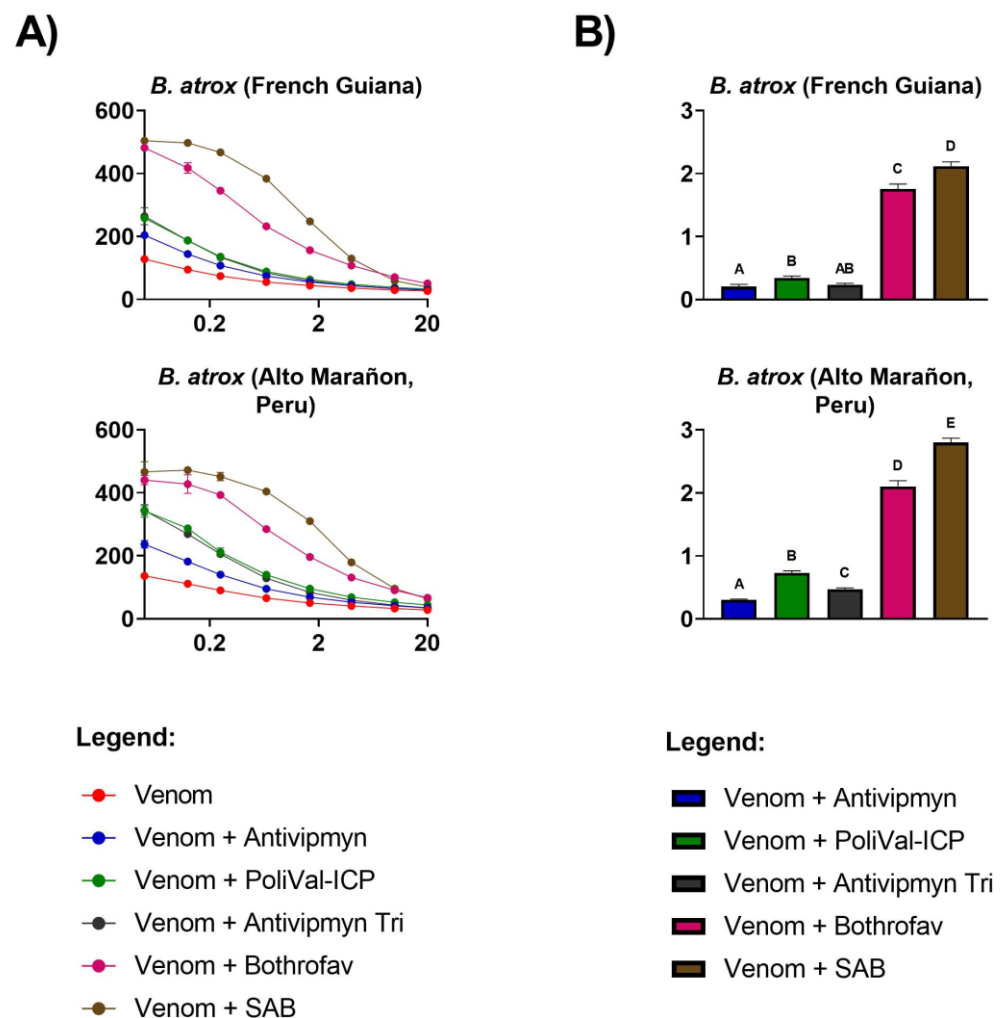 A)
B. atrox (French Guiana)
600
400
200
0
0.2
2
20
B. atrox (Alto Marañon,
Peru)
600
400
200
0
0.2
2
20
Legend:
Venom
Venom + Antivipmyn
Venom + PoliVal-ICP
Venom + Antivipmyn Tri
Venom + Bothrofav
Venom + SAB
B)
B. atrox (French Guiana)
3
2
1
0
A
B
AB
C
D
B. atrox (Alto Marañon,
Peru)
3
2
1
0
A
B
C
D
E
Legend:
Venom + Antivipmyn
Venom + PoliVal-ICP
Venom + Antivipmyn Tri
Venom + Bothrofav
Venom + SAB